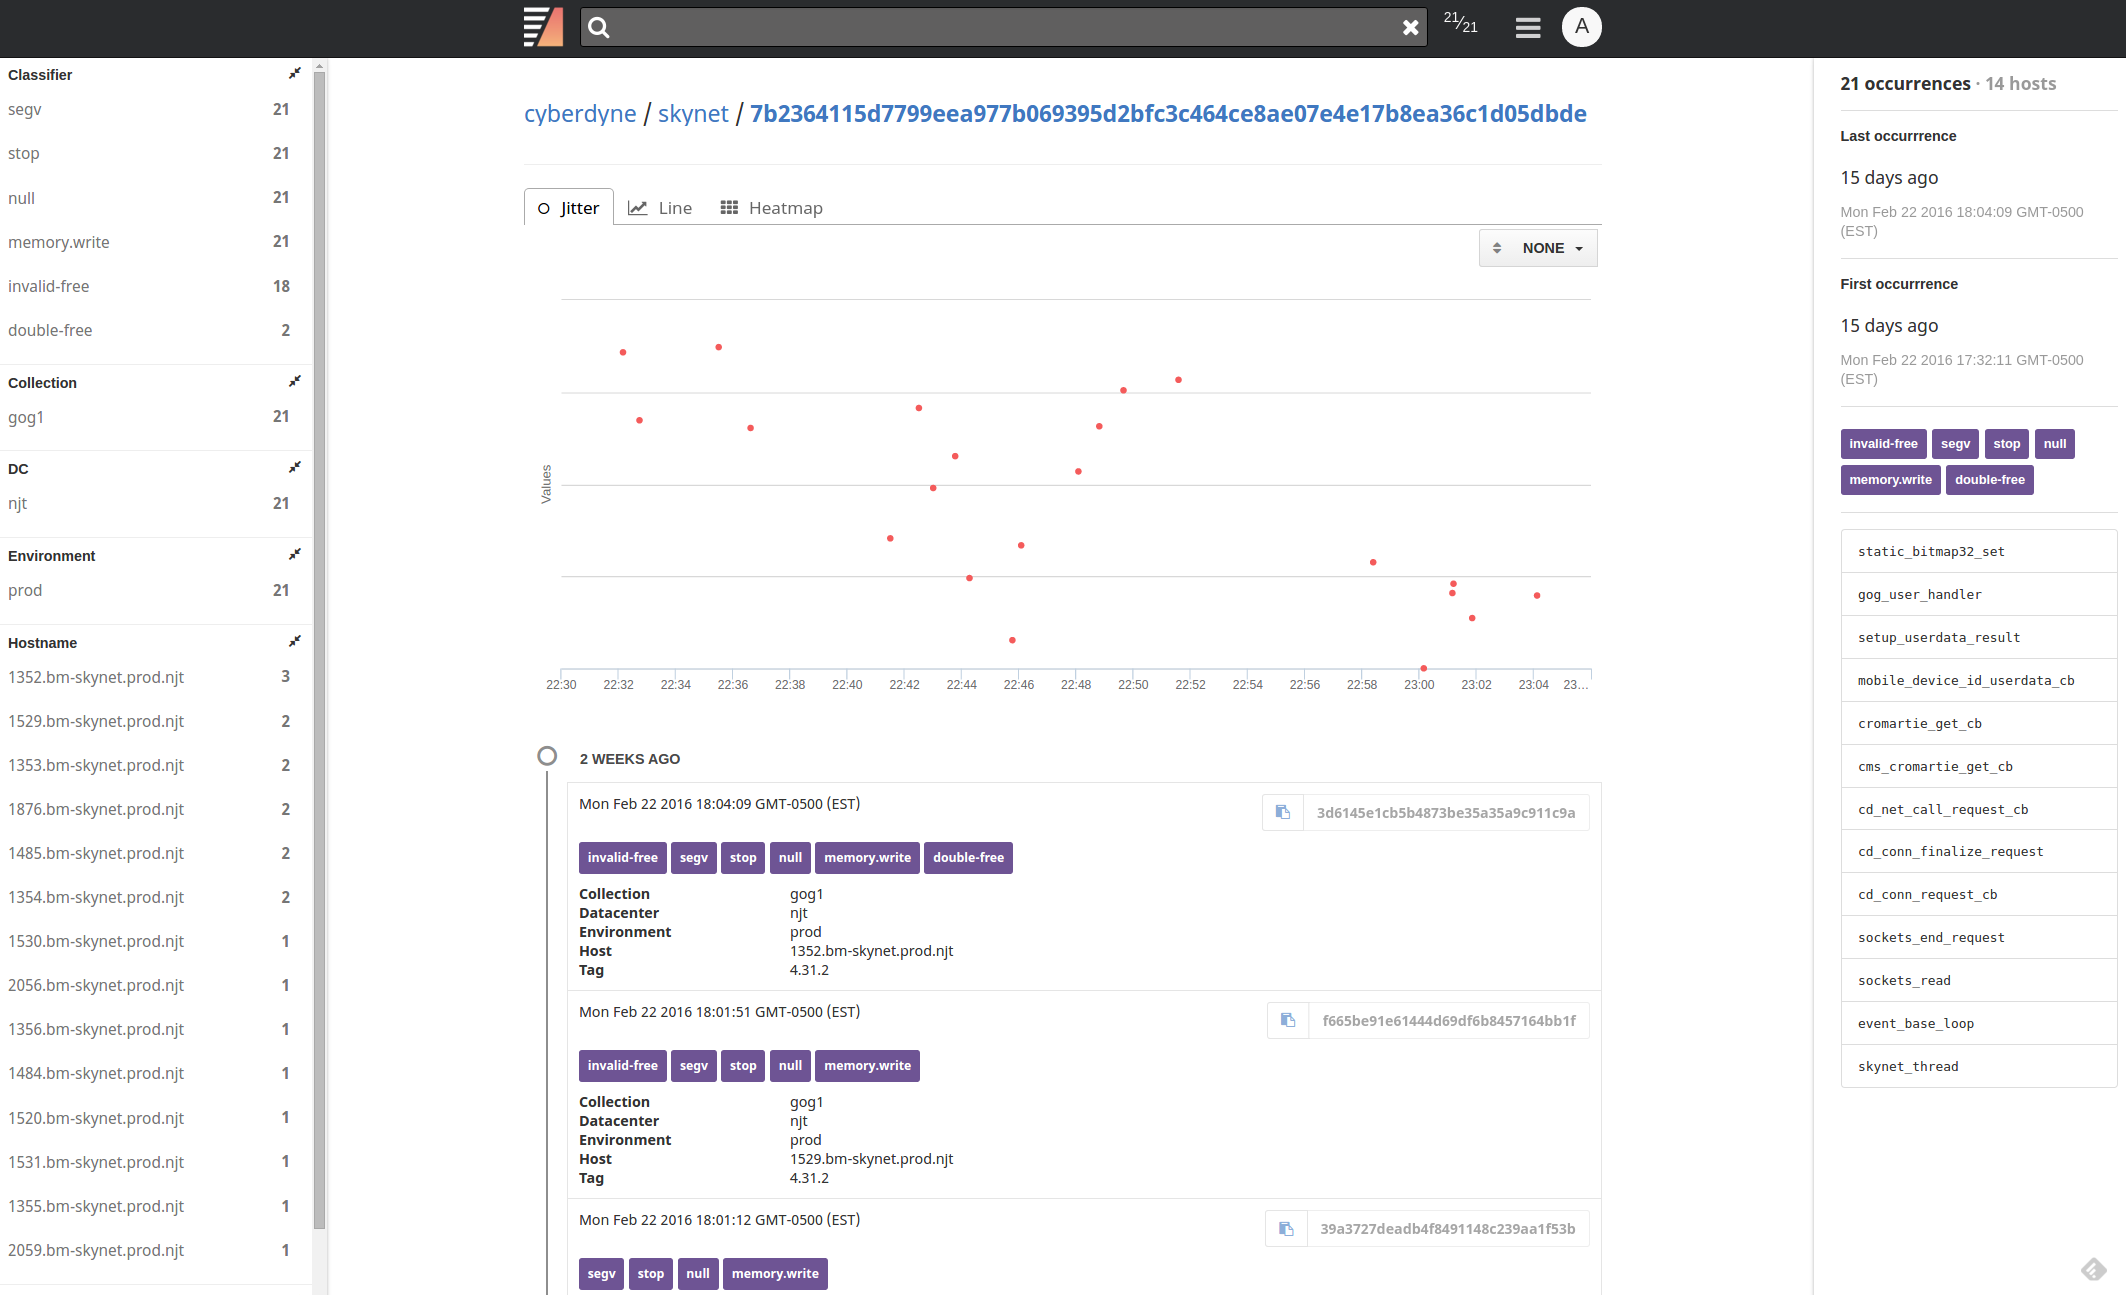 21/21
A
Classifier
segv 21
stop 21
null 21
memory.write 21
invalid-free 18
double-free 2
Collection
gog1 21
DC
njt 21
Environment
prod 21
Hostname
1352.bm-skynet.prod.njt 3
1529.bm-skynet.prod.njt 2
1353.bm-skynet.prod.njt 2
1876.bm-skynet.prod.njt 2
1485.bm-skynet.prod.njt 2
1354.bm-skynet.prod.njt 2
1530.bm-skynet.prod.njt 1
2056.bm-skynet.prod.njt 1
1356.bm-skynet.prod.njt 1
1484.bm-skynet.prod.njt 1
1520.bm-skynet.prod.njt 1
1531.bm-skynet.prod.njt 1
1355.bm-skynet.prod.njt 1
2059.bm-skynet.prod.njt 1
cyberdyne / skynet / 7b2364115d7799eea977b069395d2bfc3c464ce8ae07e4e17b8ea36c1d05dbde
Jitter Line Heatmap
NONE
Values
22:30 22:32 22:34 22:36 22:38 22:40 22:42 22:44 22:46 22:48 22:50 22:52 22:54 22:56 22:58 23:00 23:02 23:04 23...
2 WEEKS AGO
Mon Feb 22 2016 18:04:09 GMT-0500 (EST) 3d6145e1cb5b4873be35a35a9c911c9a
invalid-free segv stop null memory.write double-free
Collection gog1
Datacenter njt
Environment prod
Host 1352.bm-skynet.prod.njt
Tag 4.31.2
Mon Feb 22 2016 18:01:51 GMT-0500 (EST) f665be91e61444d69df6b8457164bb1f
invalid-free segv stop null memory.write
Collection gog1
Datacenter njt
Environment prod
Host 1529.bm-skynet.prod.njt
Tag 4.31.2
Mon Feb 22 2016 18:01:12 GMT-0500 (EST) 39a3727deadb4f8491148c239aa1f53b
segv stop null memory.write
21 occurrences · 14 hosts
Last occurrrence
15 days ago
Mon Feb 22 2016 18:04:09 GMT-0500
(EST)
First occurrrence
15 days ago
Mon Feb 22 2016 17:32:11 GMT-0500
(EST)
invalid-free segv stop null
memory.write double-free
static_bitmap32_set
gog_user_handler
setup_userdata_result
mobile_device_id_userdata_cb
cromartie_get_cb
cms_cromartie_get_cb
cd_net_call_request_cb
cd_conn_finalize_request
cd_conn_request_cb
sockets_end_request
sockets_read
event_base_loop
skynet_thread